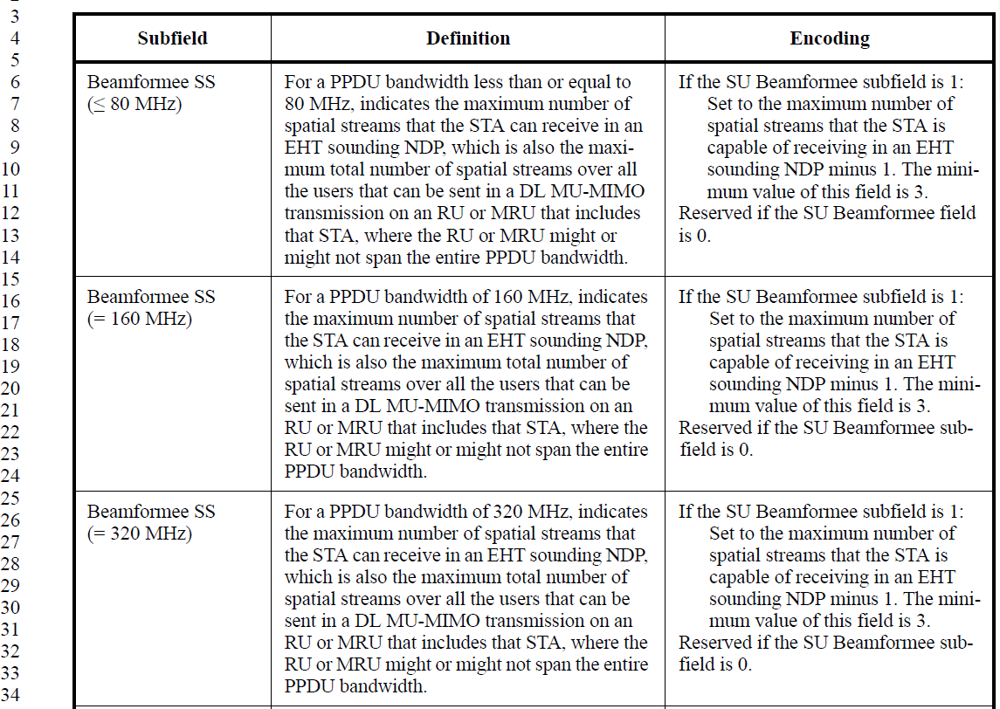 3
4
5
6
7
8
9
10
11
12
13
14
15
16
17
18
19
20
21
22
23
24
25
26
27
28
29
30
31
32
33
34
Subfield
Definition
Encoding
Beamformee SS
(≤ 80 MHz)
For a PPDU bandwidth less than or equal to
80 MHz, indicates the maximum number of
spatial streams that the STA can receive in an
EHT sounding NDP, which is also the maxi-
mum total number of spatial streams over all
the users that can be sent in a DL MU-MIMO
transmission on an RU or MRU that includes
that STA, where the RU or MRU might or
might not span the entire PPDU bandwidth.
If the SU Beamformee subfield is 1:
Set to the maximum number of
spatial streams that the STA is
capable of receiving in an EHT
sounding NDP minus 1. The mini-
mum value of this field is 3.
Reserved if the SU Beamformee field
is 0.
Beamformee SS
(= 160 MHz)
For a PPDU bandwidth of 160 MHz, indicates
the maximum number of spatial streams that
the STA can receive in an EHT sounding NDP,
which is also the maximum total number of
spatial streams over all the users that can be
sent in a DL MU-MIMO transmission on an
RU or MRU that includes that STA, where the
RU or MRU might or might not span the entire
PPDU bandwidth.
If the SU Beamformee subfield is 1:
Set to the maximum number of
spatial streams that the STA is
capable of receiving in an EHT
sounding NDP minus 1. The mini-
mum value of this field is 3.
Reserved if the SU Beamformee sub-
field is 0.
Beamformee SS
(= 320 MHz)
For a PPDU bandwidth of 320 MHz, indicates
the maximum number of spatial streams that
the STA can receive in an EHT sounding NDP,
which is also the maximum total number of
spatial streams over all the users that can be
sent in a DL MU-MIMO transmission on an
RU or MRU that includes that STA, where the
RU or MRU might or might not span the entire
PPDU bandwidth.
If the SU Beamformee subfield is 1:
Set to the maximum number of
spatial streams that the STA is
capable of receiving in an EHT
sounding NDP minus 1. The mini-
mum value of this field is 3.
Reserved if the SU Beamformee sub-
field is 0.